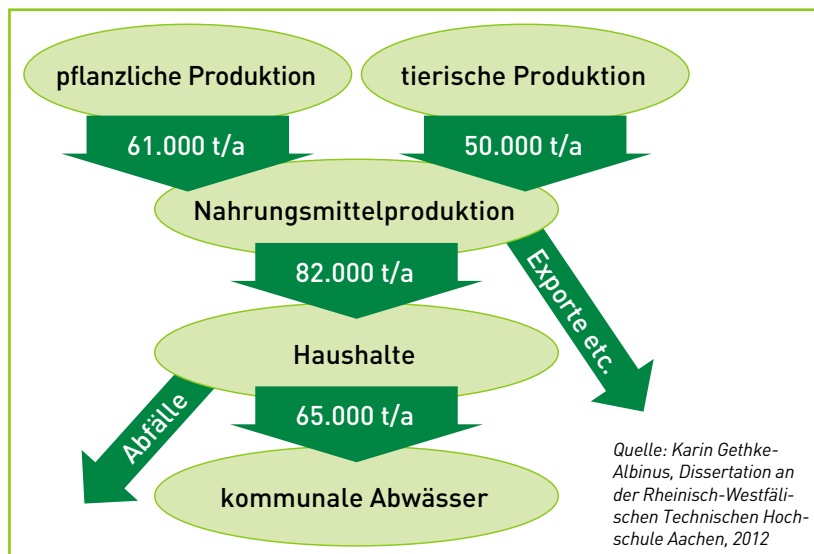 pflanzliche Produktion
tierische Produktion
61.000 t/a
50.000 t/a
Nahrungsmittelproduktion
82.000 t/a
Exporte etc.
Haushalte
Abfälle
65.000 t/a
kommunale Abwässer
Quelle: Karin Gethke-
Albinus, Dissertation an
der Rheinisch-Westfäli-
schen Technischen Hoch-
schule Aachen, 2012